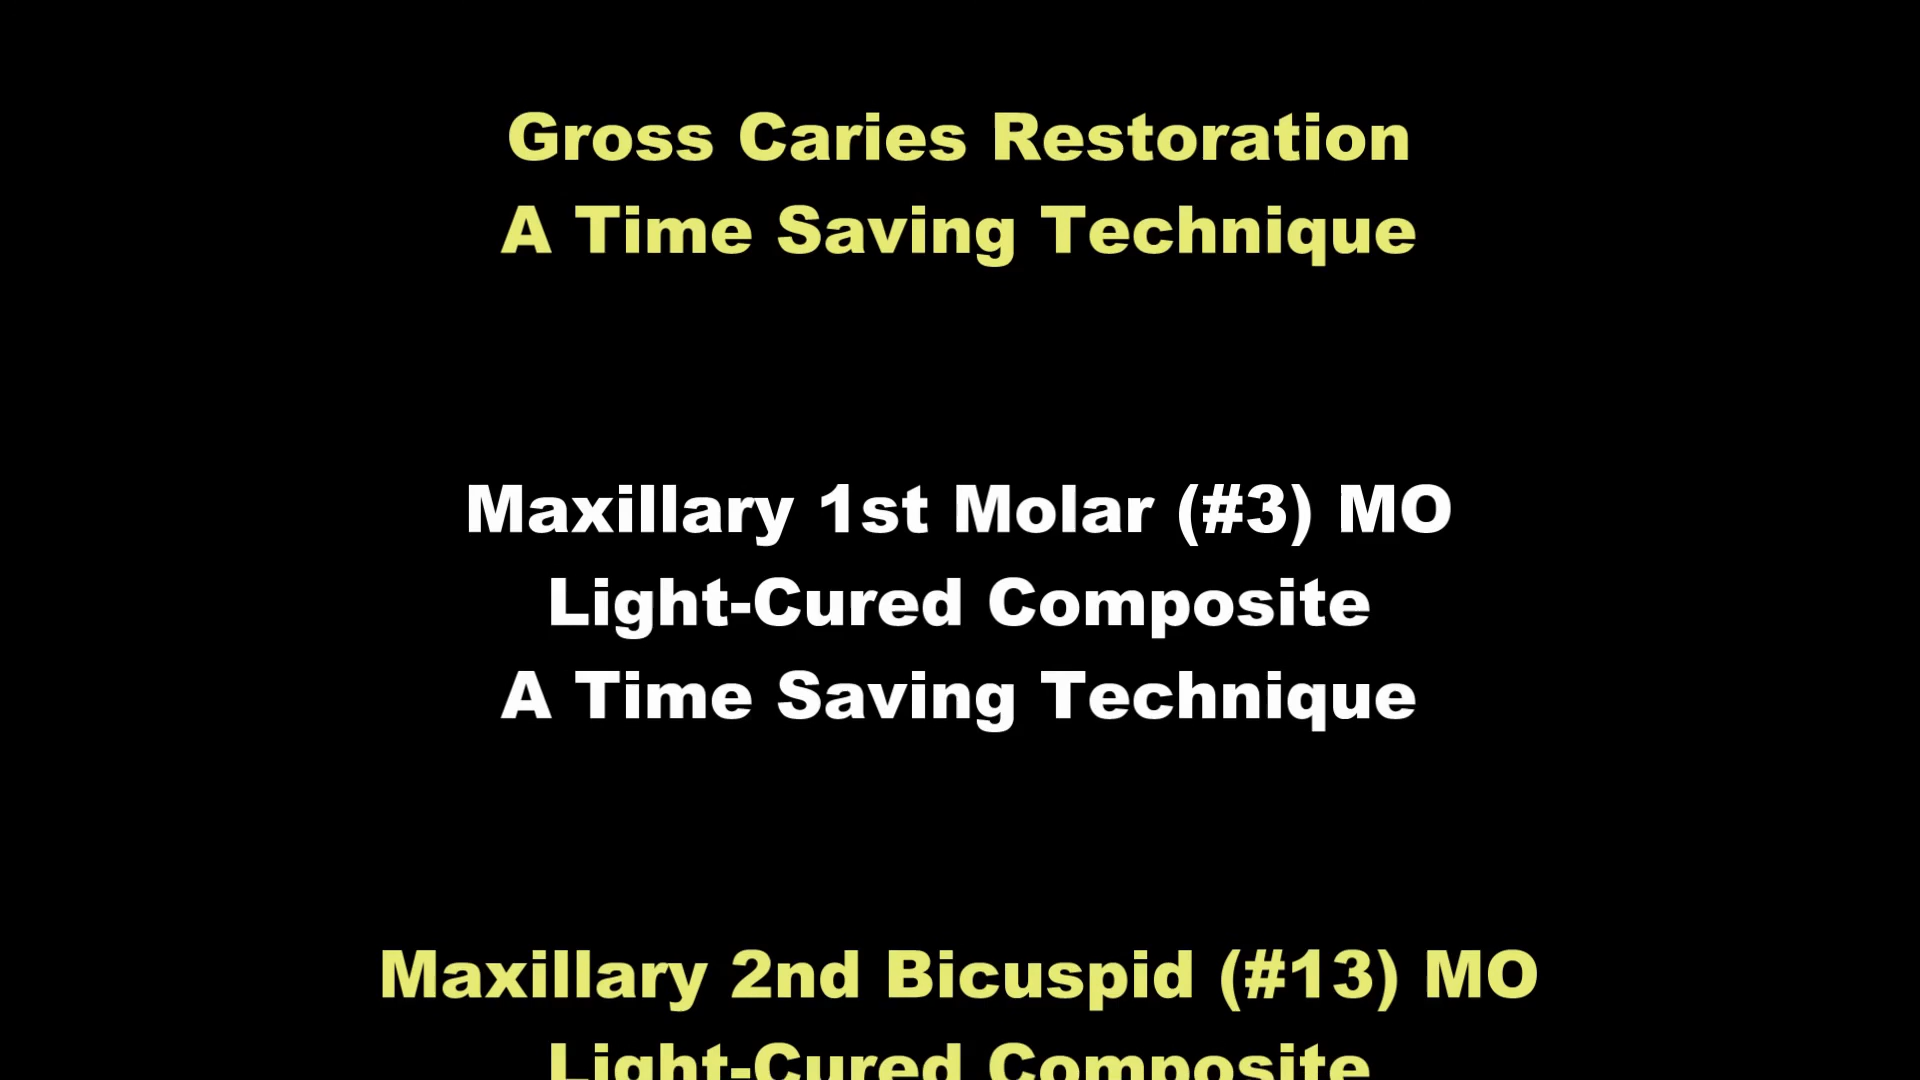 Gross Caries Restoration
A Time Saving Technique
Maxillary 1st Molar (#3) MO
Light-Cured Composite
A Time Saving Technique
Maxillary 2nd Bicuspid (#13) MO
Light-Cured Composite